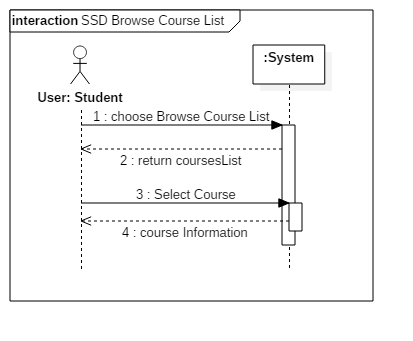 interaction SSD Browse Course List
:System
User: Student
1 : choose Browse Course List
2 : return coursesList
3 : Select Course
4 : course Information